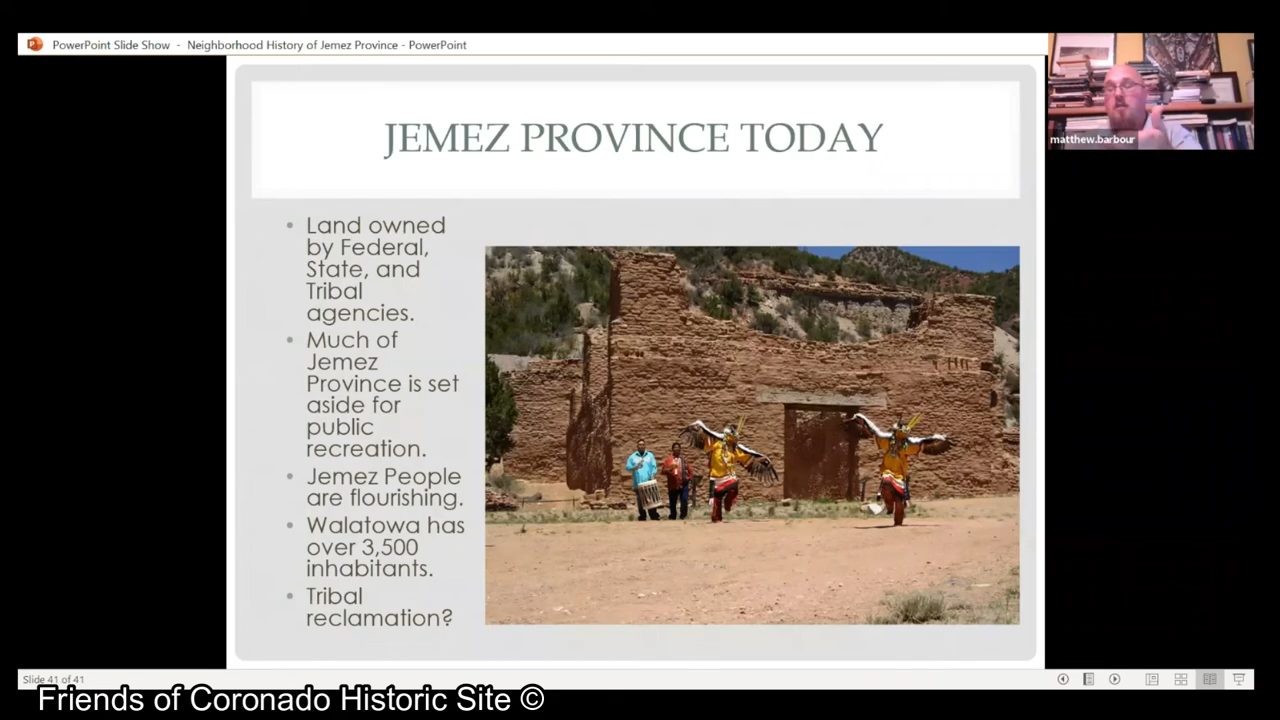 PowerPoint Slide Show - Neighborhood History of Jemez Province - PowerPoint
matthew.barbour
JEMEZ PROVINCE TODAY
• Land owned
by Federal,
State, and
Tribal
agencies.
• Much of
Jemez
Province is set
aside for
public
recreation.
• Jemez People
are flourishing.
• Walatowa has
over 3,500
inhabitants.
• Tribal
reclamation?
Slide 41 of 41
Friends of Coronado Historic Site ©